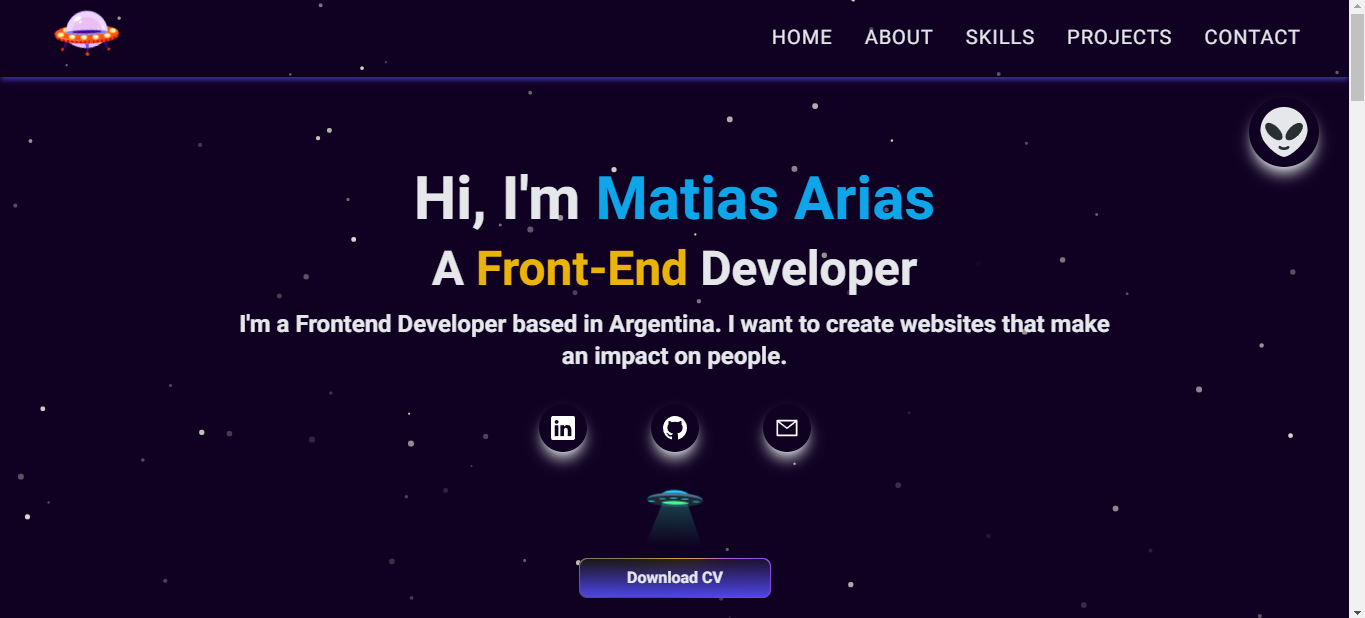 HOME ABOUT SKILLS PROJECTS CONTACT
Hi, I'm Matias Arias
A Front-End Developer
I'm a Frontend Developer based in Argentina. I want to create websites that make
an impact on people.
in
Download CV